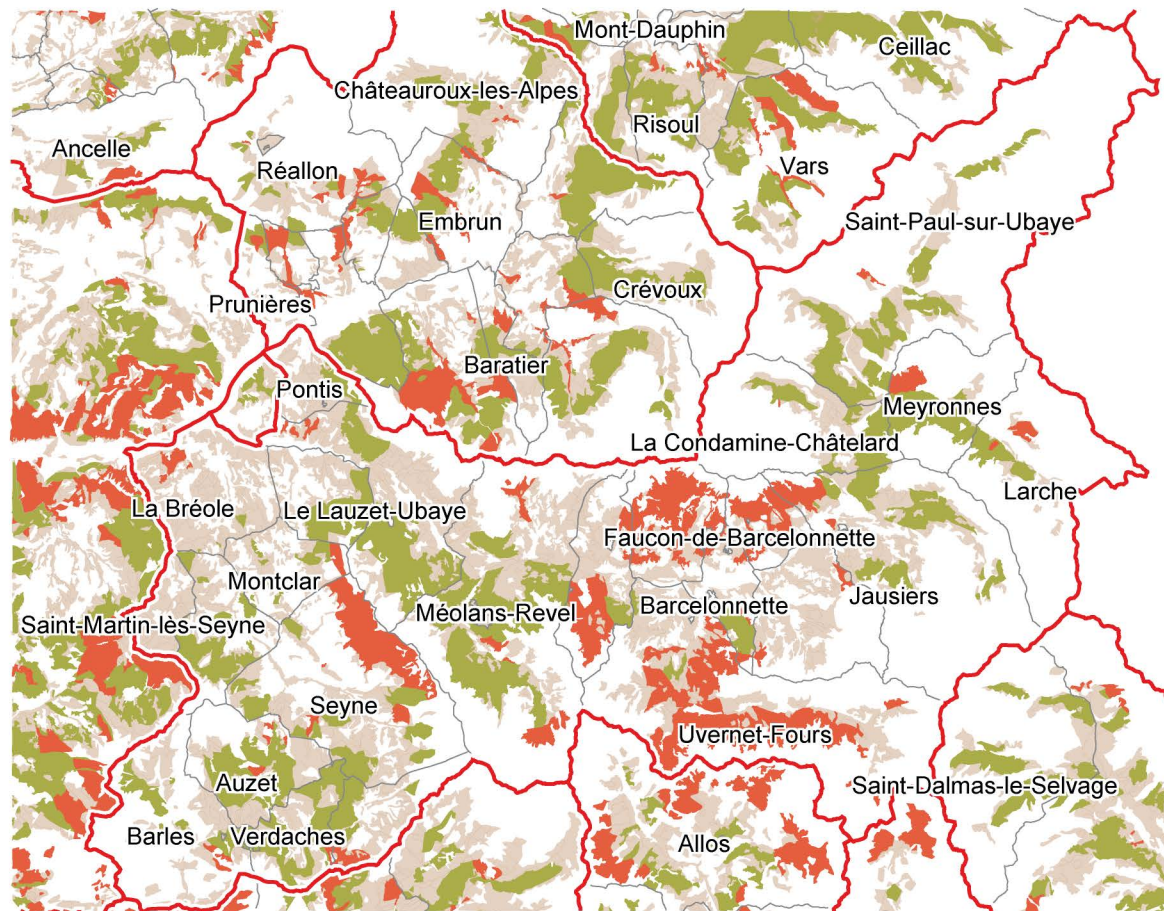 Mont-Dauphin
Ceillac
Châteauroux-les-Alpes
Risoul
Ancelle
Réallon
Vars
Embrun
Saint-Paul-sur-Ubaye
Crévoux
Prunières
Baratier
Pontis
Meyronnes
La Condamine-Châtelard
Larche
La Bréole
Le Lauzet-Ubaye
Faucon-de-Barcelonnette
Montclar
Jausiers
Barcelonnette
Méolans-Revel
Saint-Martin-lès-Seyne
Seyne
Uvernet-Fours
Auzet
Saint-Dalmas-le-Selvage
Barles
Verdaches
Allos